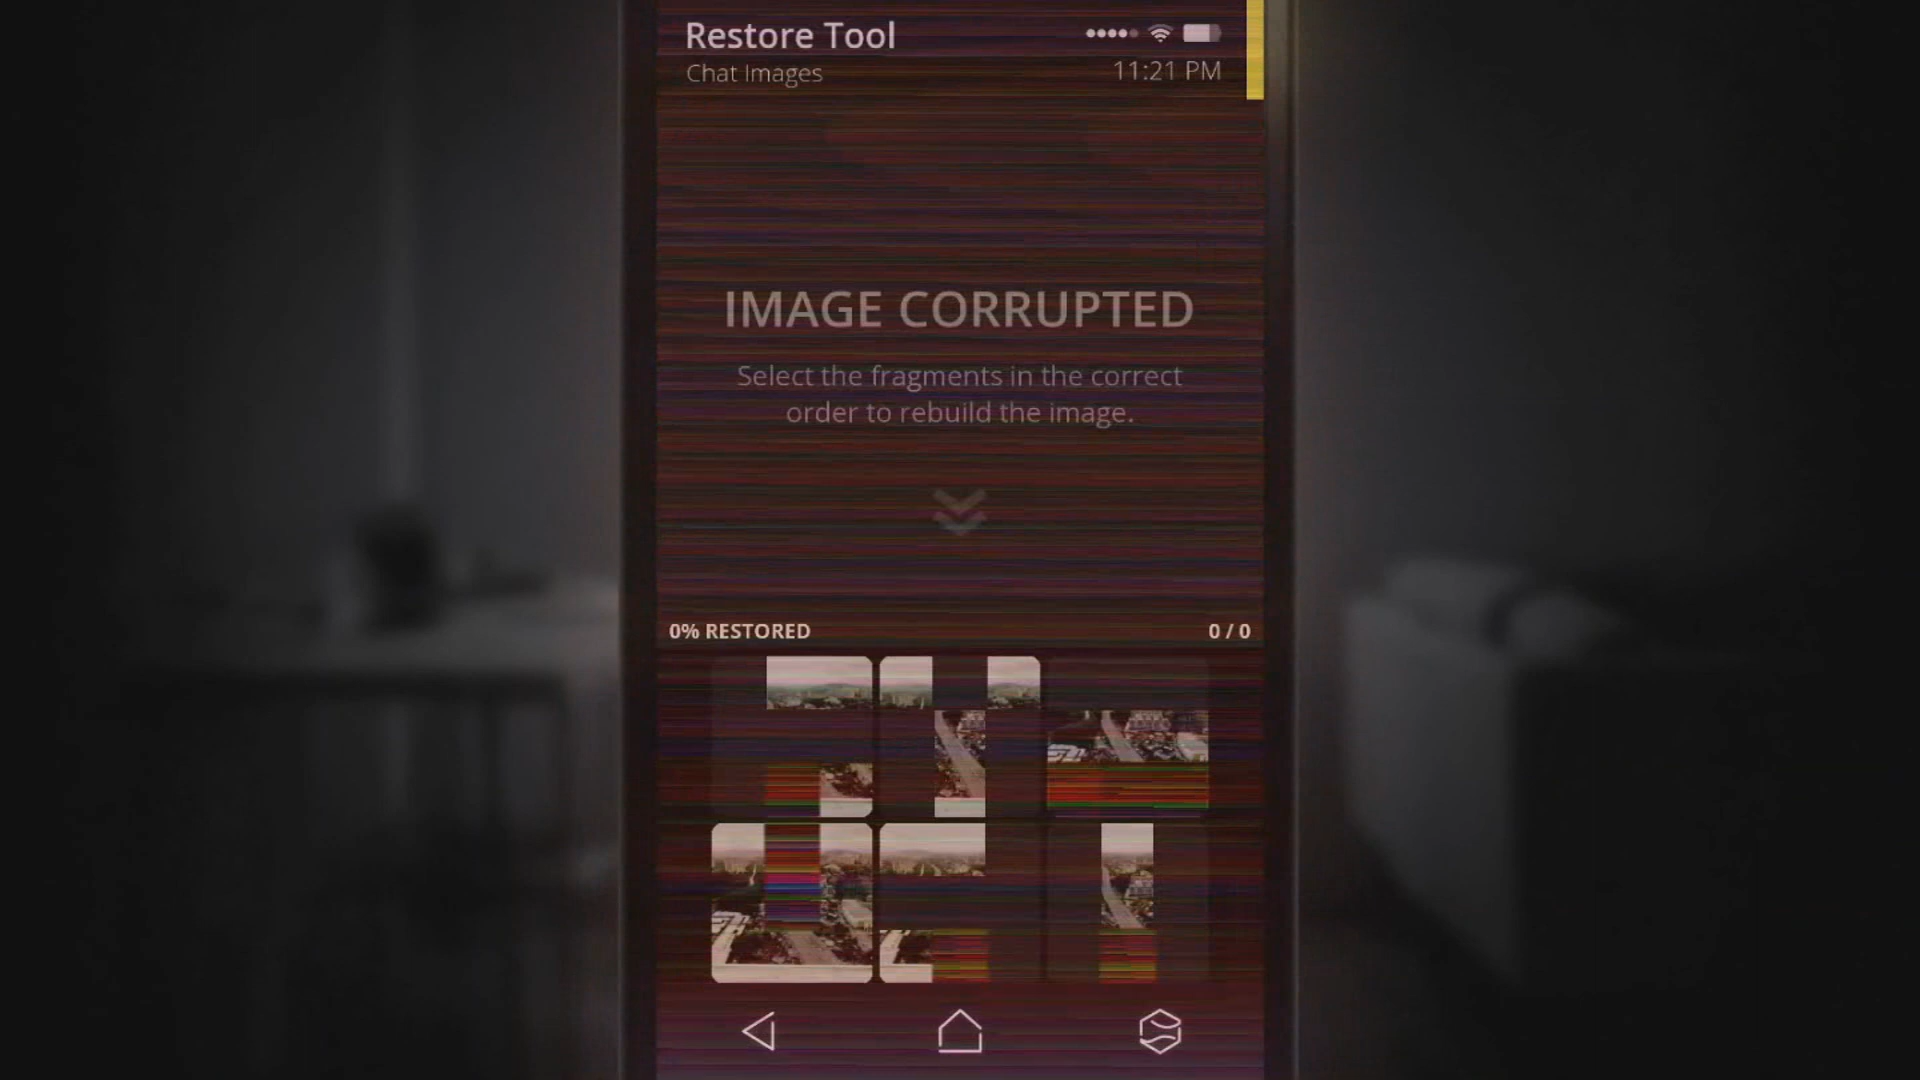 Restore Tool
Chat Images
11:21 PM
IMAGE CORRUPTED
Select the fragments in the correct
order to rebuild the image.
0% RESTORED
0 / 0